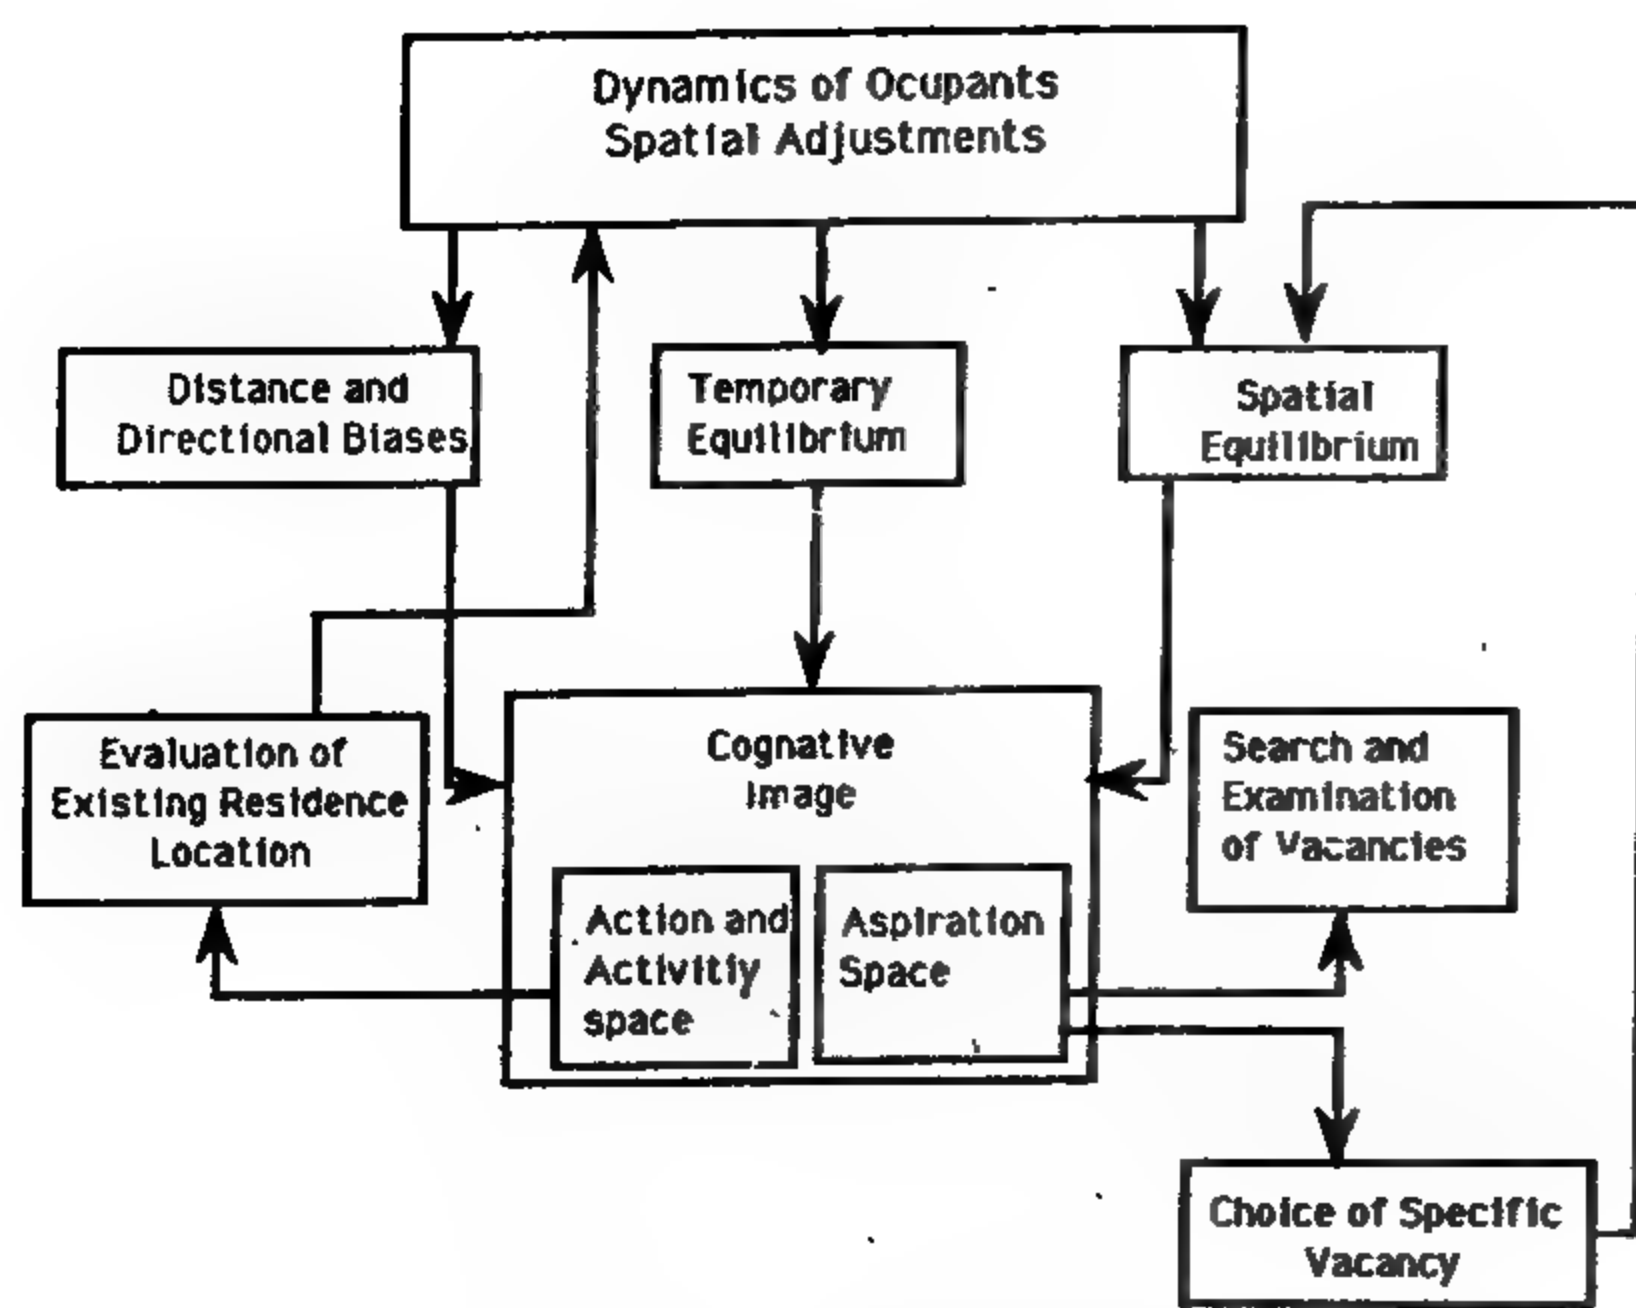 Dynamics of Ocupants
Spatial Adjustments
Distance and
Directional Biases
Temporary
Equilibrium
Spatial
Equilibrium
Evaluation of
Existing Residence
Location
Cognative
Image
Search and
Examination
of Vacancies
Action and
Activitiy
space
Aspiration
Space
Choice of Specific
Vacancy